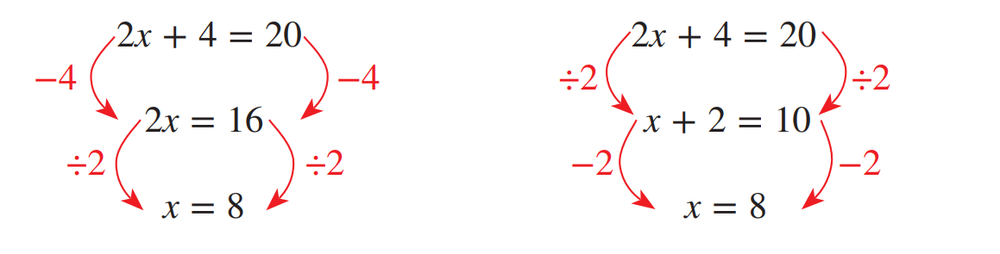 2x + 4 = 20
−4 −4
2x = 16
÷2 ÷2
x = 8
2x + 4 = 20
÷2 ÷2
x + 2 = 10
−2 −2
x = 8